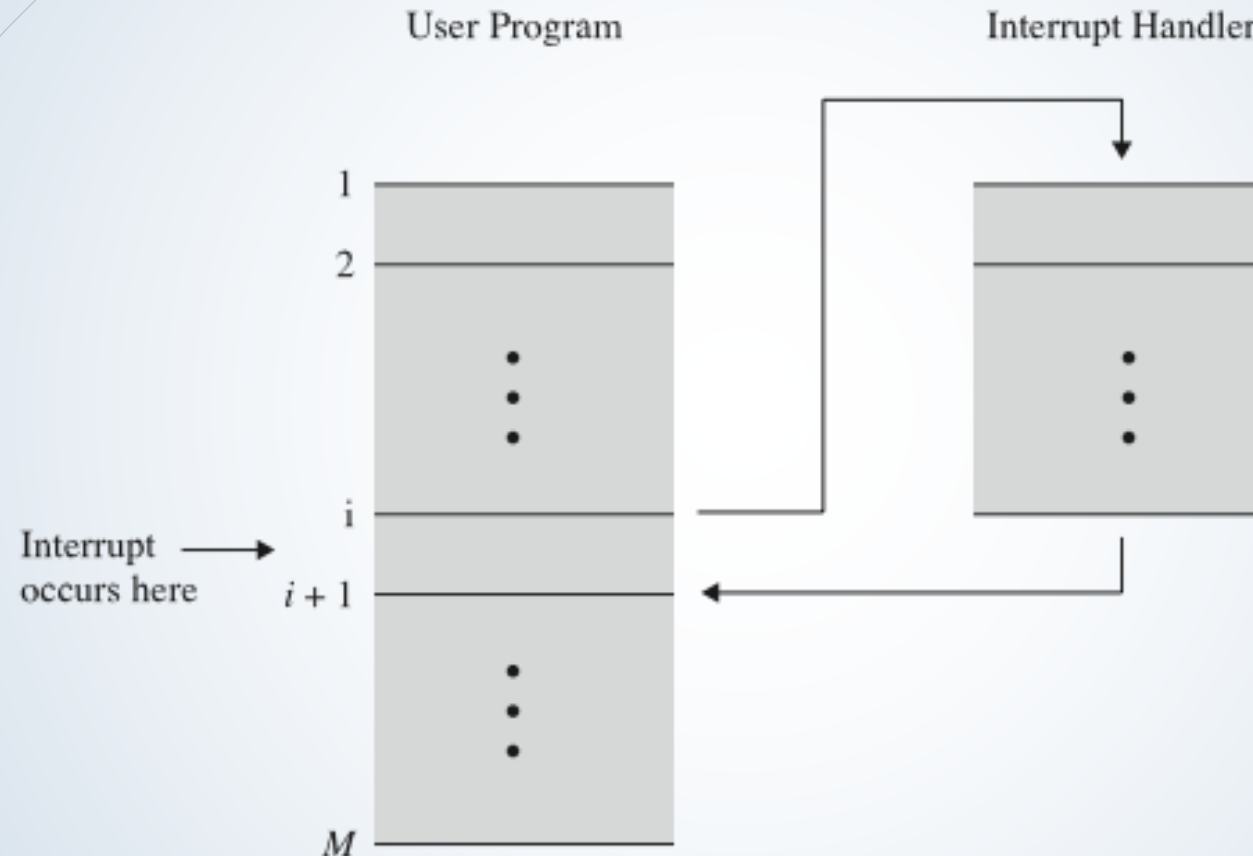 User Program
Interrupt Handler
1
2
i
Interrupt
occurs here
i + 1
M